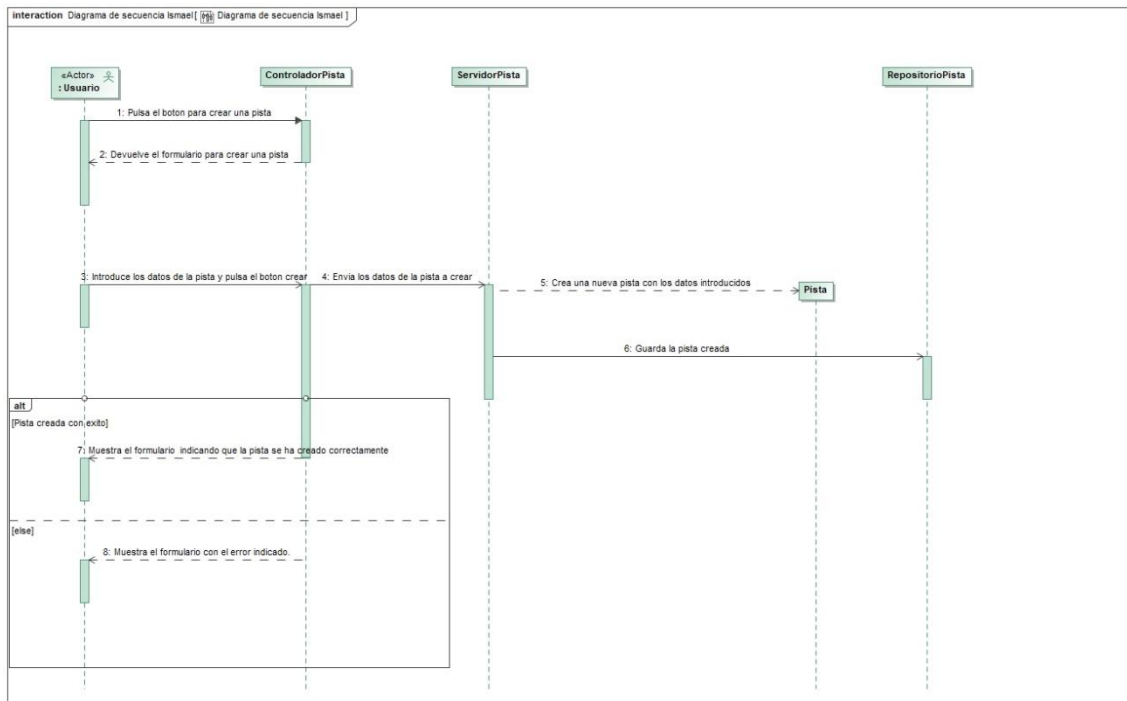 interaction Diagrama de secuencia Ismael[ Diagrama de secuencia Ismael ]
«Actor»
: Usuario
ControladorPista
ServidorPista
RepositorioPista
1: Pulsa el boton para crear una pista
2: Devuelve el formulario para crear una pista
3: Introduce los datos de la pista y pulsa el boton crear
4: Envia los datos de la pista a crear
5: Crea una nueva pista con los datos introducidos
Pista
6: Guarda la pista creada
alt
[Pista creada con exito]
7: Muestra el formulario indicando que la pista se ha creado correctamente
[else]
8: Muestra el formulario con el error indicado.